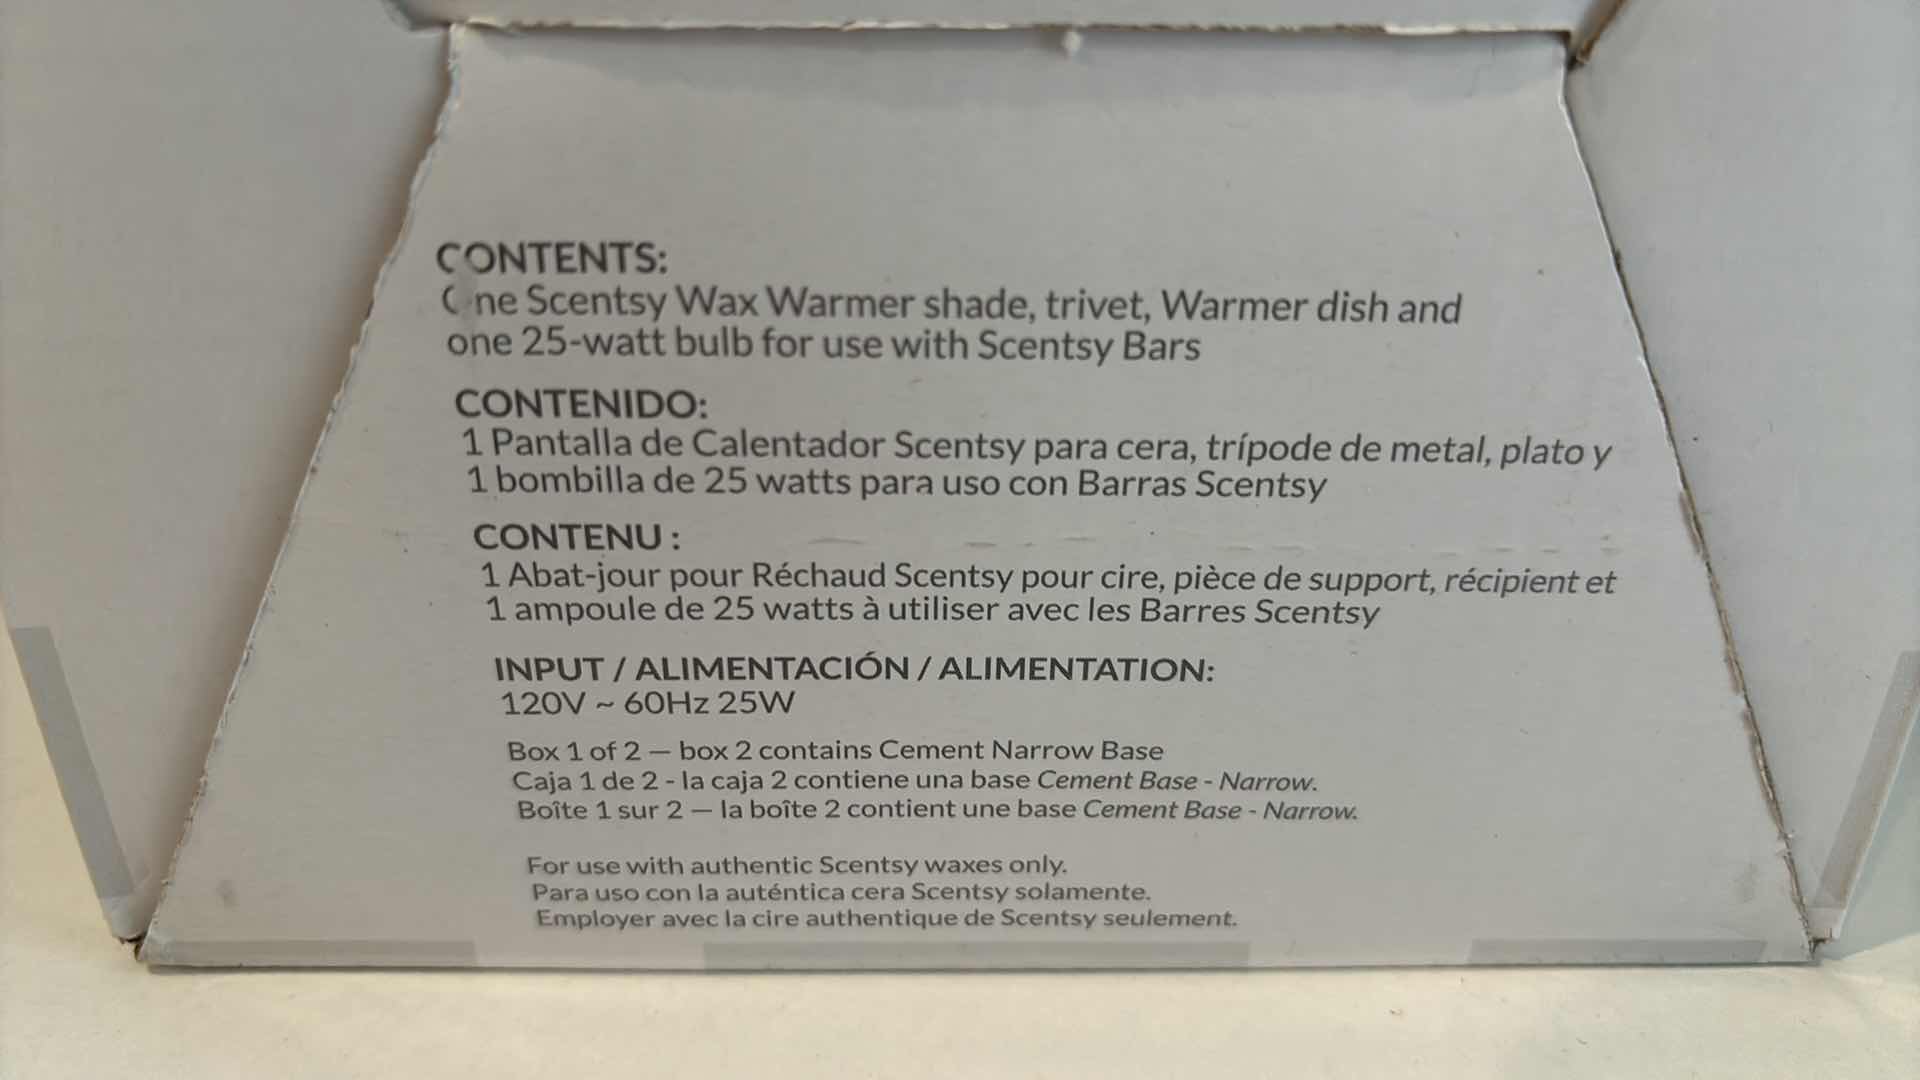 CONTENTS:
One Scentsy Wax Warmer shade, trivet, Warmer dish and
one 25-watt bulb for use with Scentsy Bars
CONTENIDO:
1 Pantalla de Calentador Scentsy para cera, trípode de metal, plato y
1 bombilla de 25 watts para uso con Barras Scentsy
CONTENU :
1 Abat-jour pour Réchaud Scentsy pour cire, pièce de support, récipient et
1 ampoule de 25 watts à utiliser avec les Barres Scentsy
INPUT / ALIMENTACIÓN / ALIMENTATION:
120V ~ 60Hz 25W
Box 1 of 2 — box 2 contains Cement Narrow Base
Caja 1 de 2 - la caja 2 contiene una base Cement Base - Narrow.
Boîte 1 sur 2 — la boîte 2 contient une base Cement Base - Narrow.
For use with authentic Scentsy waxes only.
Para uso con la auténtica cera Scentsy solamente.
Employer avec la cire authentique de Scentsy seulement.